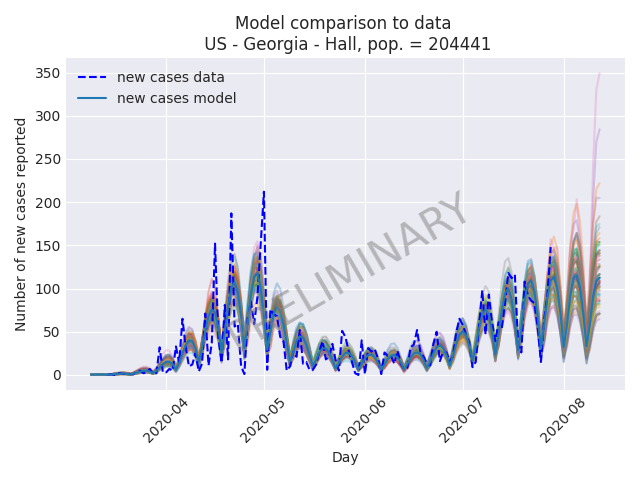 Model comparison to data
US - Georgia - Hall, pop. = 204441
new cases data
new cases model
350
300
250
200
150
100
50
0
Number of new cases reported
PRELIMINARY
2020-04
2020-05
2020-06
2020-07
2020-08
Day